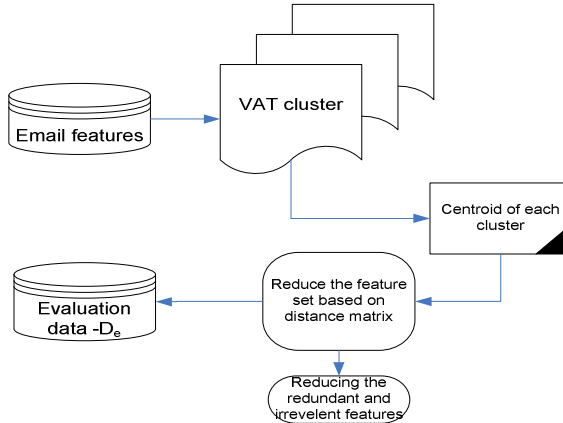 VAT cluster
Email features
Centroid of each
cluster
Reduce the feature
set based on
distance matrix
Evaluation
data -Dₑ
Reducing the
redundant and
irrevelent features